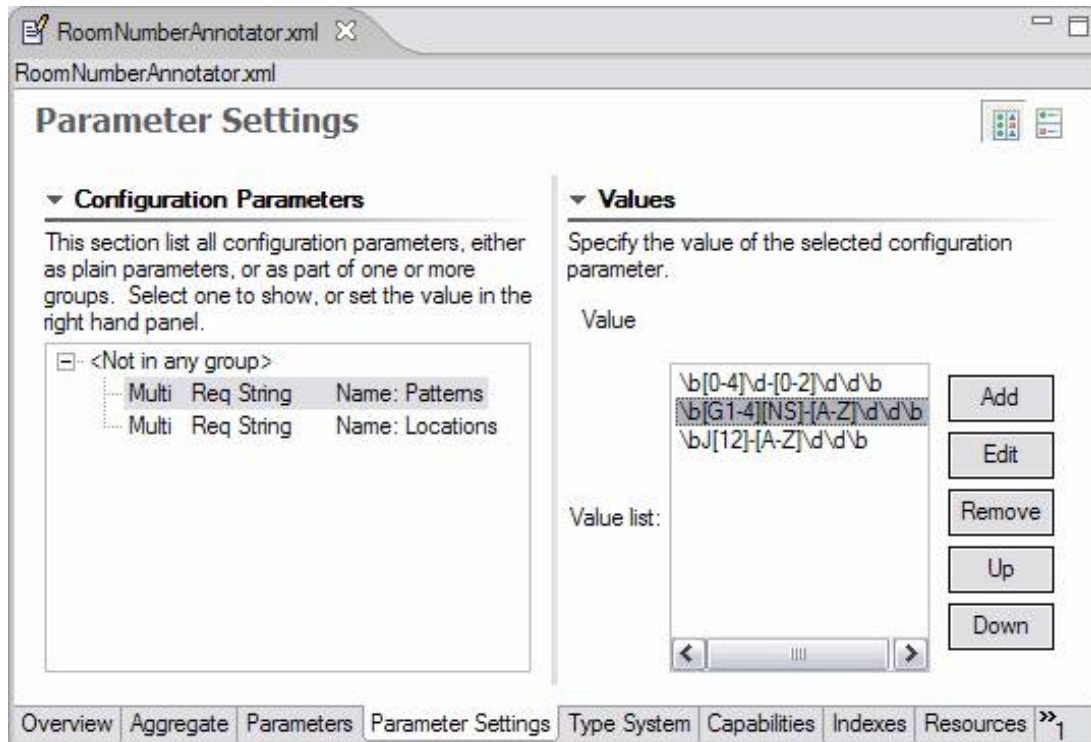 RoomNumberAnnotator.xml
RoomNumberAnnotator.xml
Parameter Settings
Configuration Parameters
This section list all configuration parameters, either
as plain parameters, or as part of one or more
groups. Select one to show, or set the value in the
right hand panel.
<Not in any group>
Multi Req String Name: Patterns
Multi Req String Name: Locations
Values
Specify the value of the selected configuration
parameter.
Value
Value list:
\b[0-4]\d-[0-2]\d\d\b
\b[G1-4][NS]-[A-Z]\d\d\b
\bJ[12]-[A-Z]\d\d\b
Add
Edit
Remove
Up
Down
Overview Aggregate Parameters Parameter Settings Type System Capabilities Indexes Resources »1